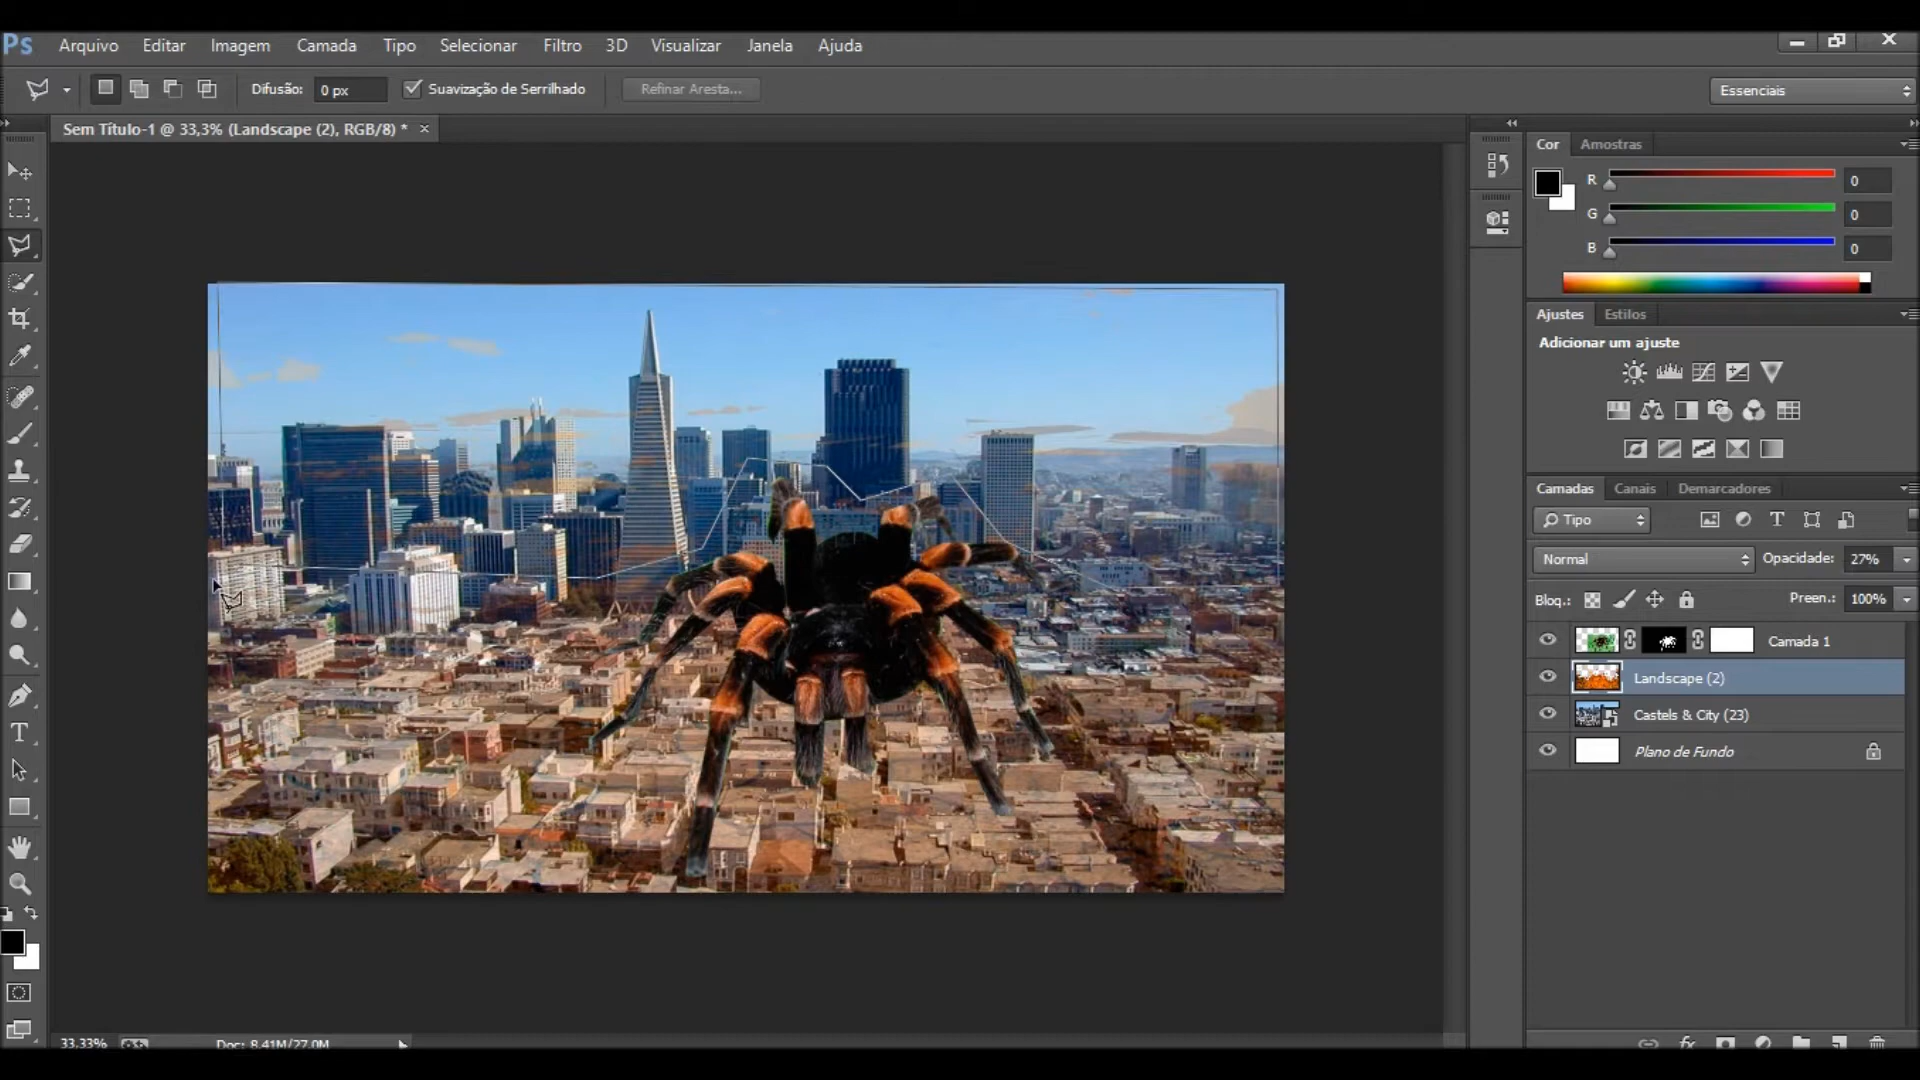 Ps Arquivo Editar Imagem Camada Tipo Selecionar Filtro 3D Visualizar Janela Ajuda
Difusão: 0 px Suavização de Serrilhado Refinar Aresta... Essenciais
Sem Título-1 @ 33,3% (Landscape (2), RGB/8) * ×
Cor Amostras
R 0
G 0
B 0
Ajustes Estilos
Adicionar um ajuste
Camadas Canais Demarcadores
Tipo
Normal Opacidade: 27%
Bloq.: Preen.: 100%
Camada 1
Landscape (2)
Castels & City (23)
Plano de Fundo
33,33% Doc: 8,41M/27,0M
fx